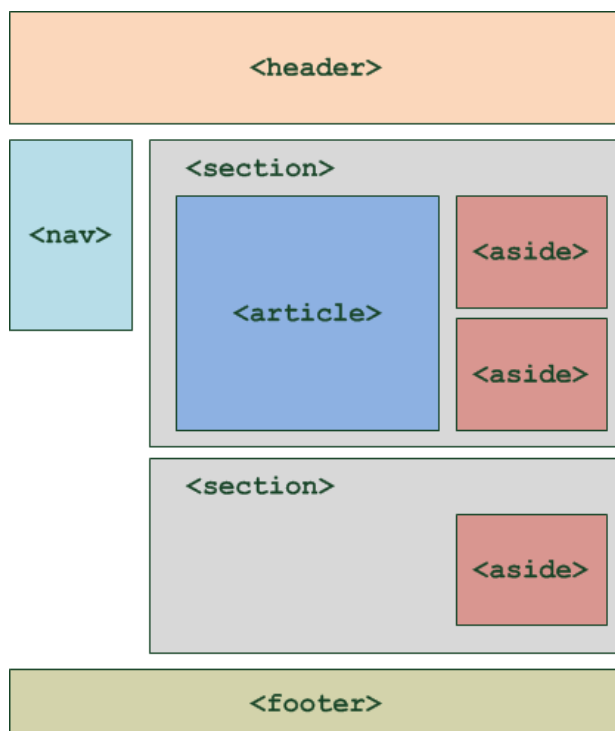 <header>
<nav>
<section>
<article>
<aside>
<aside>
<section>
<aside>
<footer>